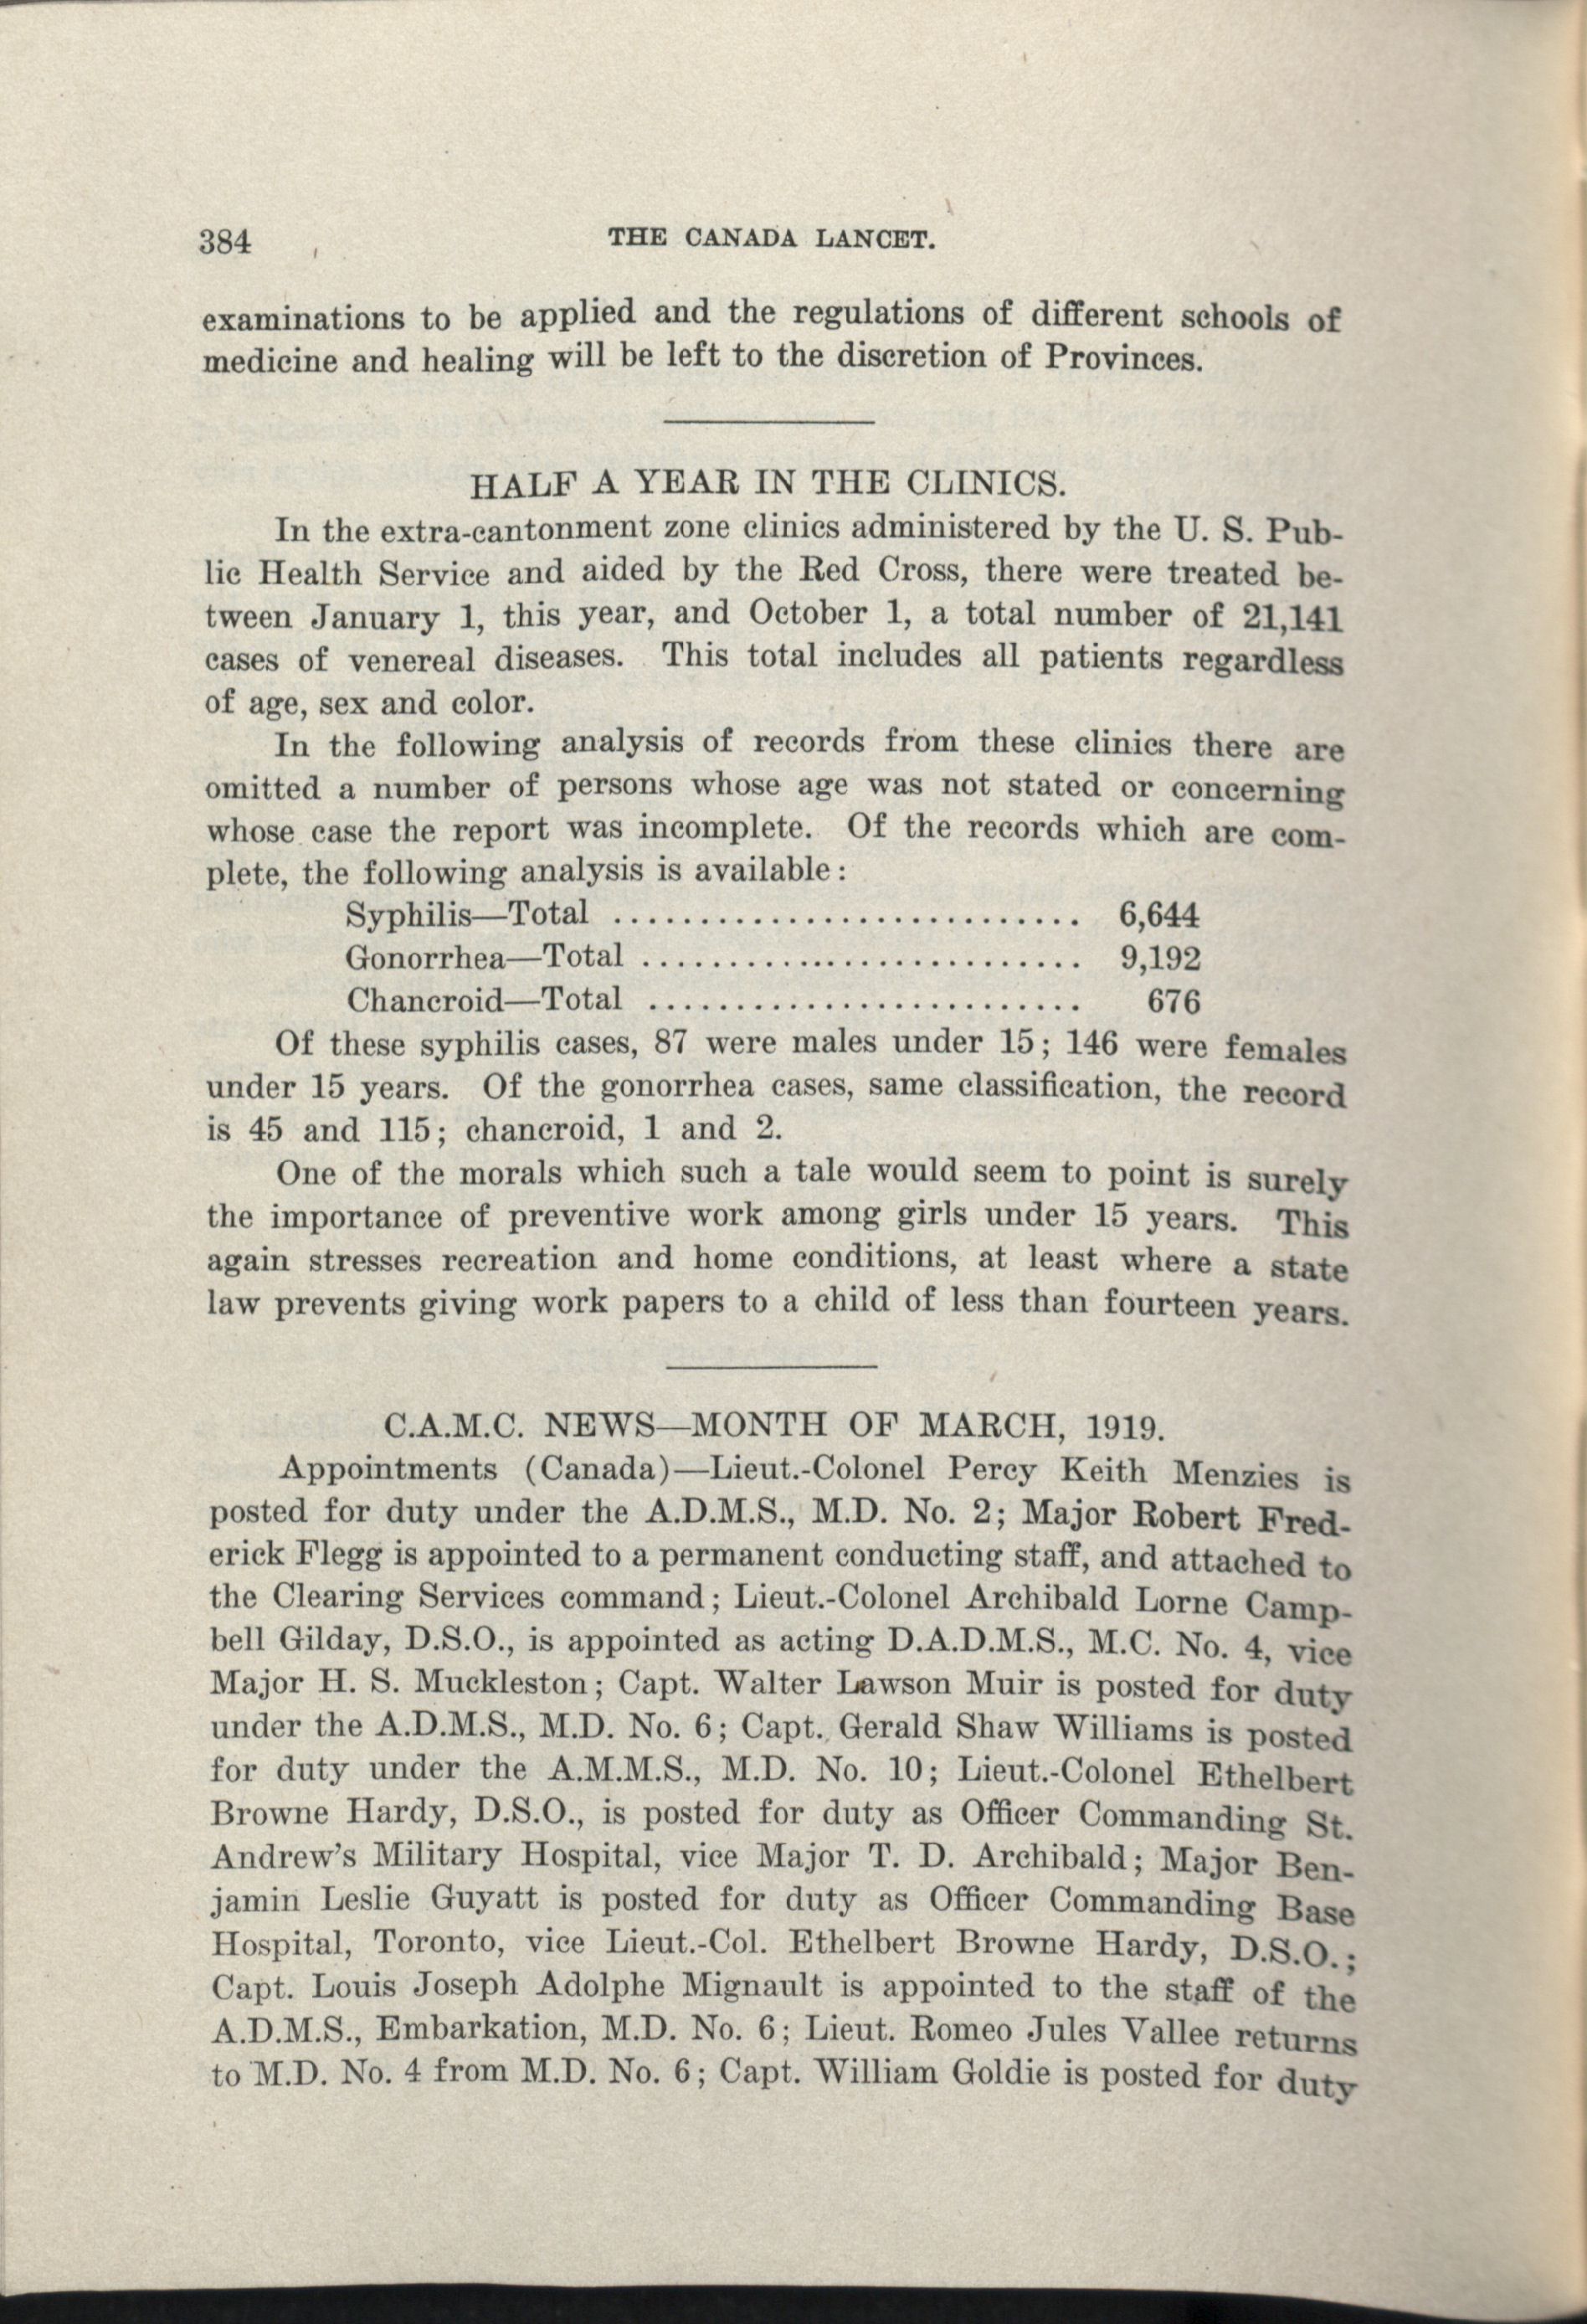 384
THE CANADA LANCET.
examinations to be applied and the regulations of different schools of
medicine and healing will be left to the discretion of Provinces.
HALF A YEAR IN THE CLINICS.
In the extra-cantonment zone clinics administered by the U. S. Pub-
lic Health Service and aided by the Red Cross, there were treated be-
tween January 1, this year, and October 1, a total number of 21,141
cases of venereal diseases. This total includes all patients regardless
of age, sex and color.
In the following analysis of records from these clinics there are
omitted a number of persons whose age was not stated or concerning
whose case the report was incomplete. Of the records which are com-
plete, the following analysis is available:
Syphilis—Total ........................... 6,644
Gonorrhea—Total ......................... 9,192
Chancroid—Total ......................... 676
Of these syphilis cases, 87 were males under 15; 146 were females
under 15 years. Of the gonorrhea cases, same classification, the record
is 45 and 115; chancroid, 1 and 2.
One of the morals which such a tale would seem to point is surely
the importance of preventive work among girls under 15 years. This
again stresses recreation and home conditions, at least where a state
law prevents giving work papers to a child of less than fourteen years.
C.A.M.C. NEWS—MONTH OF MARCH, 1919.
Appointments (Canada)—Lieut.-Colonel Percy Keith Menzies is
posted for duty under the A.D.M.S., M.D. No. 2; Major Robert Fred-
erick Flegg is appointed to a permanent conducting staff, and attached to
the Clearing Services command; Lieut.-Colonel Archibald Lorne Camp-
bell Gilday, D.S.O., is appointed as acting D.A.D.M.S., M.C. No. 4, vice
Major H. S. Muckleston; Capt. Walter Lawson Muir is posted for duty
under the A.D.M.S., M.D. No. 6; Capt. Gerald Shaw Williams is posted
for duty under the A.M.M.S., M.D. No. 10; Lieut.-Colonel Ethelbert
Browne Hardy, D.S.O., is posted for duty as Officer Commanding St.
Andrew's Military Hospital, vice Major T. D. Archibald; Major Ben-
jamin Leslie Guyatt is posted for duty as Officer Commanding Base
Hospital, Toronto, vice Lieut.-Col. Ethelbert Browne Hardy, D.S.O.;
Capt. Louis Joseph Adolphe Mignault is appointed to the staff of the
A.D.M.S., Embarkation, M.D. No. 6; Lieut. Romeo Jules Vallee returns
to M.D. No. 4 from M.D. No. 6; Capt. William Goldie is posted for duty